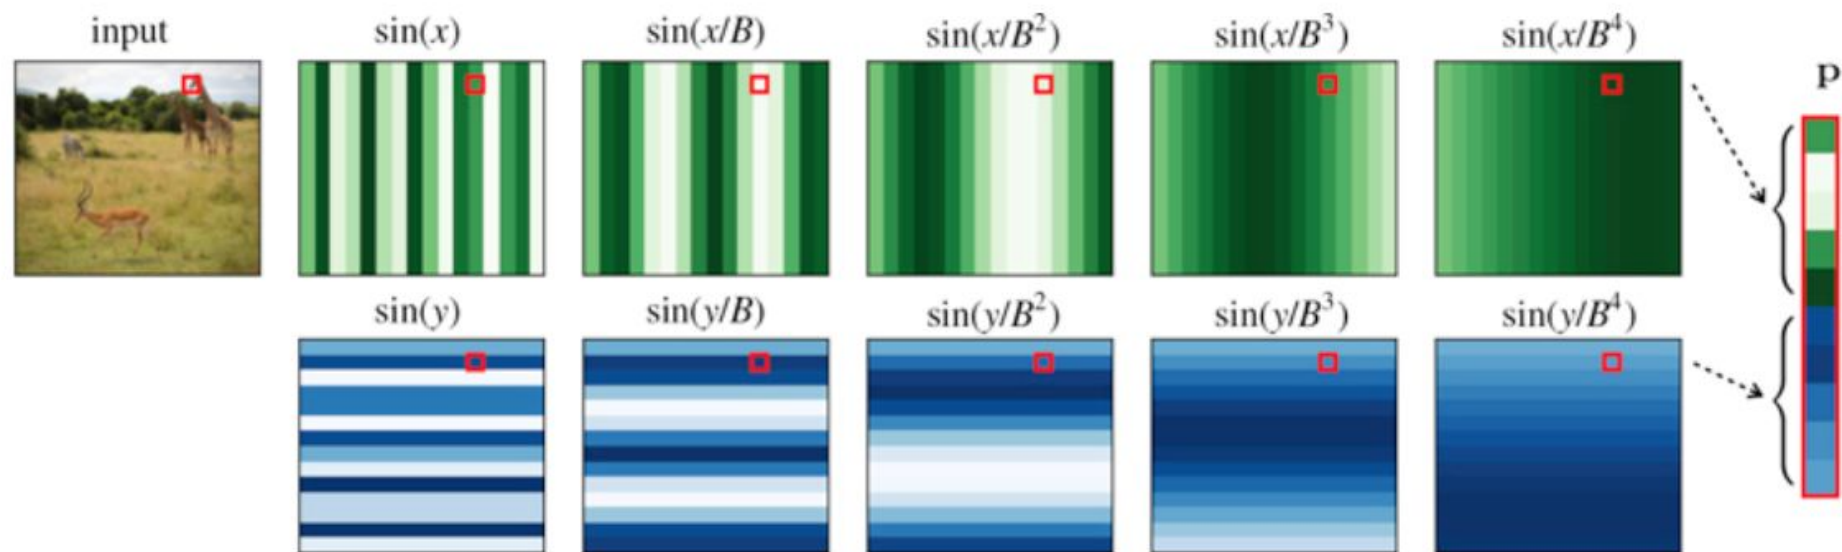 input sin(x) sin(x/B) sin(x/B²) sin(x/B³) sin(x/B⁴)
p
sin(y) sin(y/B) sin(y/B²) sin(y/B³) sin(y/B⁴)